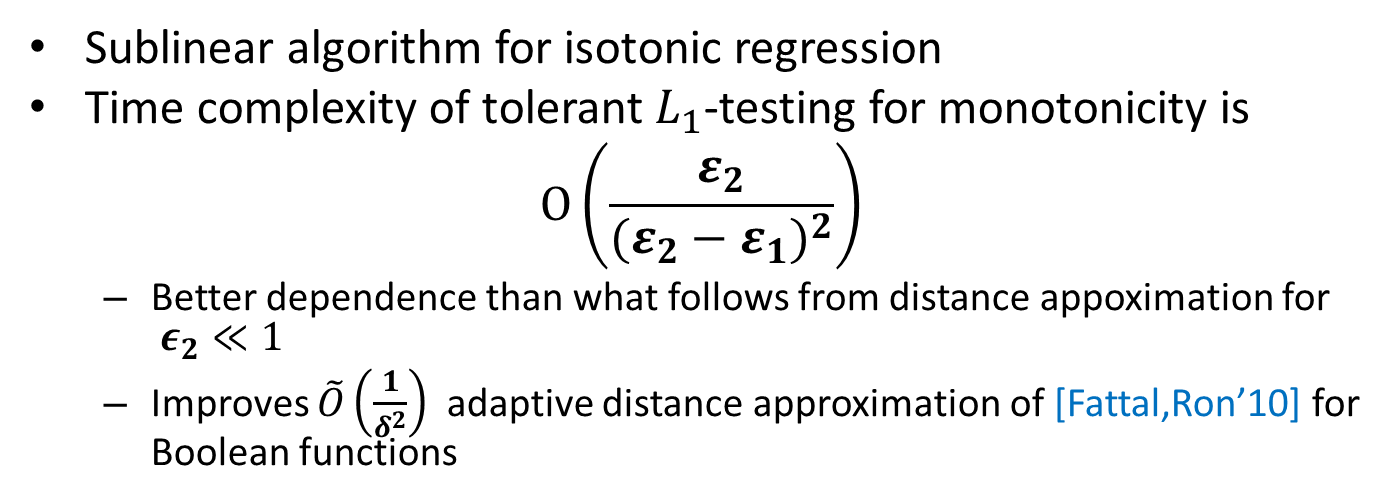 • Sublinear algorithm for isotonic regression
• Time complexity of tolerant 𝐿₁-testing for monotonicity is
O(𝜺₂ / (𝜺₂ − 𝜺₁)²)
– Better dependence than what follows from distance appoximation for
𝝐₂ ≪ 1
– Improves Õ(1/𝜹²) adaptive distance approximation of [Fattal,Ron’10] for
Boolean functions